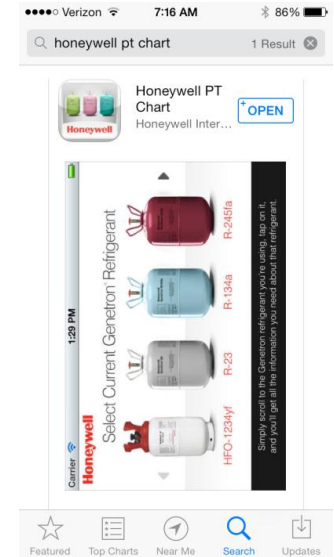 Verizon 7:16 AM 86%
honeywell pt chart 1 Result
Honeywell
Honeywell PT
Chart
Honeywell Inter...
+OPEN
Carrier 1:29 PM
Honeywell
Select Current Genetron® Refrigerant
HFO-1234yf R-23 R-134a R-245fa
Simply scroll to the Genetron refrigerant you're using, tap on it,
and you'll get all the information you need about that refrigerant.
Featured Top Charts Near Me Search Updates